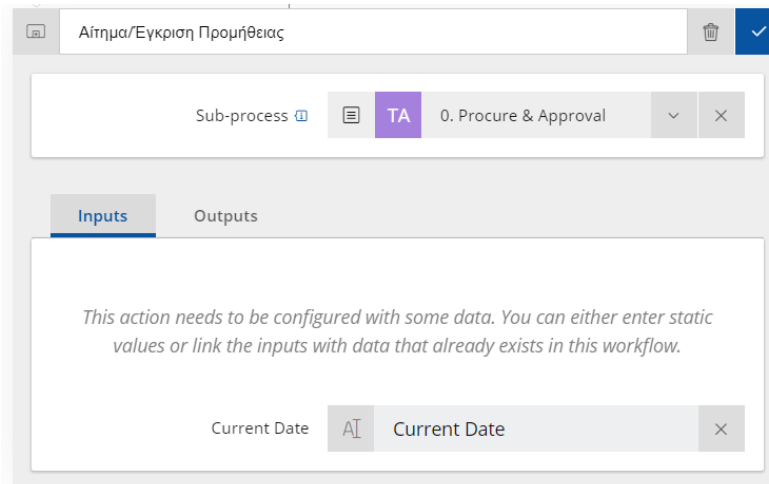 Αίτημα/Έγκριση Προμήθειας
Sub-process
TA 0. Procure & Approval
Inputs Outputs
This action needs to be configured with some data. You can either enter static
values or link the inputs with data that already exists in this workflow.
Current Date Current Date